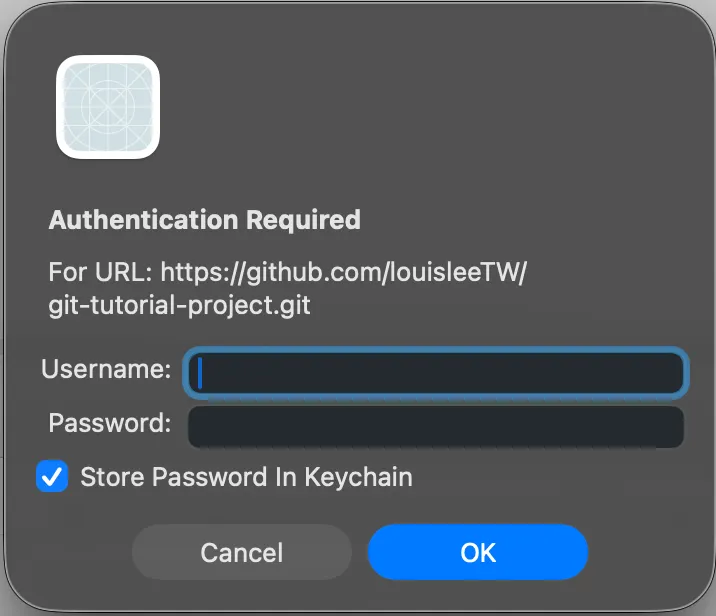 Authentication Required
For URL: https://github.com/louisleeTW/
git-tutorial-project.git
Username:
Password:
Store Password In Keychain
Cancel
OK